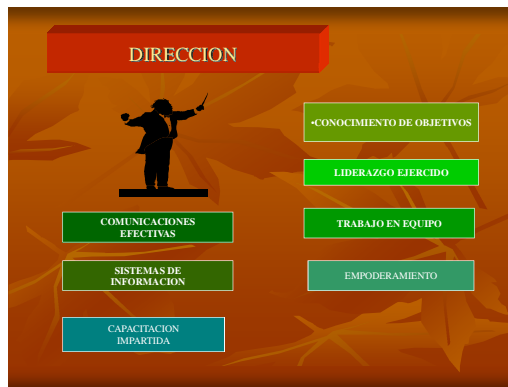 DIRECCION
•CONOCIMIENTO DE OBJETIVOS
LIDERAZGO EJERCIDO
COMUNICACIONES
EFECTIVAS
TRABAJO EN EQUIPO
SISTEMAS DE
INFORMACION
EMPODERAMIENTO
CAPACITACION
IMPARTIDA